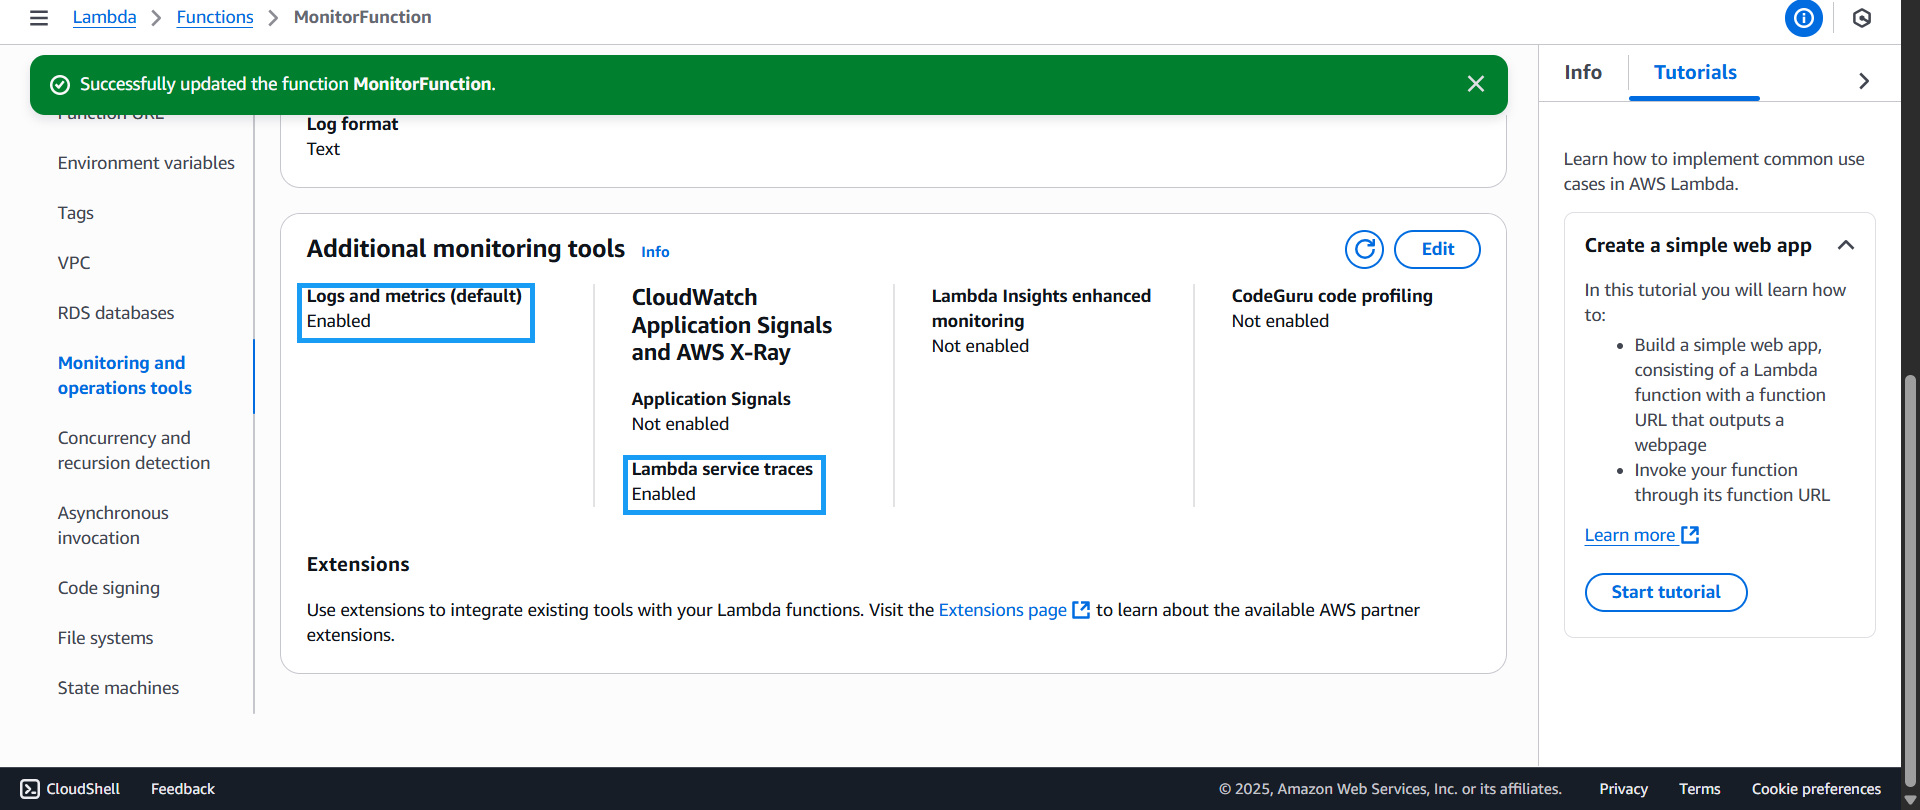 Lambda > Functions > MonitorFunction
Successfully updated the function MonitorFunction.
Info
Tutorials
Function URL
Environment variables
Tags
VPC
RDS databases
Monitoring and
operations tools
Concurrency and
recursion detection
Asynchronous
invocation
Code signing
File systems
State machines
Log format
Text
Additional monitoring tools Info
Edit
Logs and metrics (default)
Enabled
CloudWatch
Application Signals
and AWS X-Ray
Application Signals
Not enabled
Lambda service traces
Enabled
Lambda Insights enhanced
monitoring
Not enabled
CodeGuru code profiling
Not enabled
Extensions
Use extensions to integrate existing tools with your Lambda functions. Visit the Extensions page to learn about the available AWS partner
extensions.
Learn how to implement common use
cases in AWS Lambda.
Create a simple web app
In this tutorial you will learn how
to:
• Build a simple web app,
consisting of a Lambda
function with a function
URL that outputs a
webpage
• Invoke your function
through its function URL
Learn more
Start tutorial
CloudShell Feedback © 2025, Amazon Web Services, Inc. or its affiliates. Privacy Terms Cookie preferences